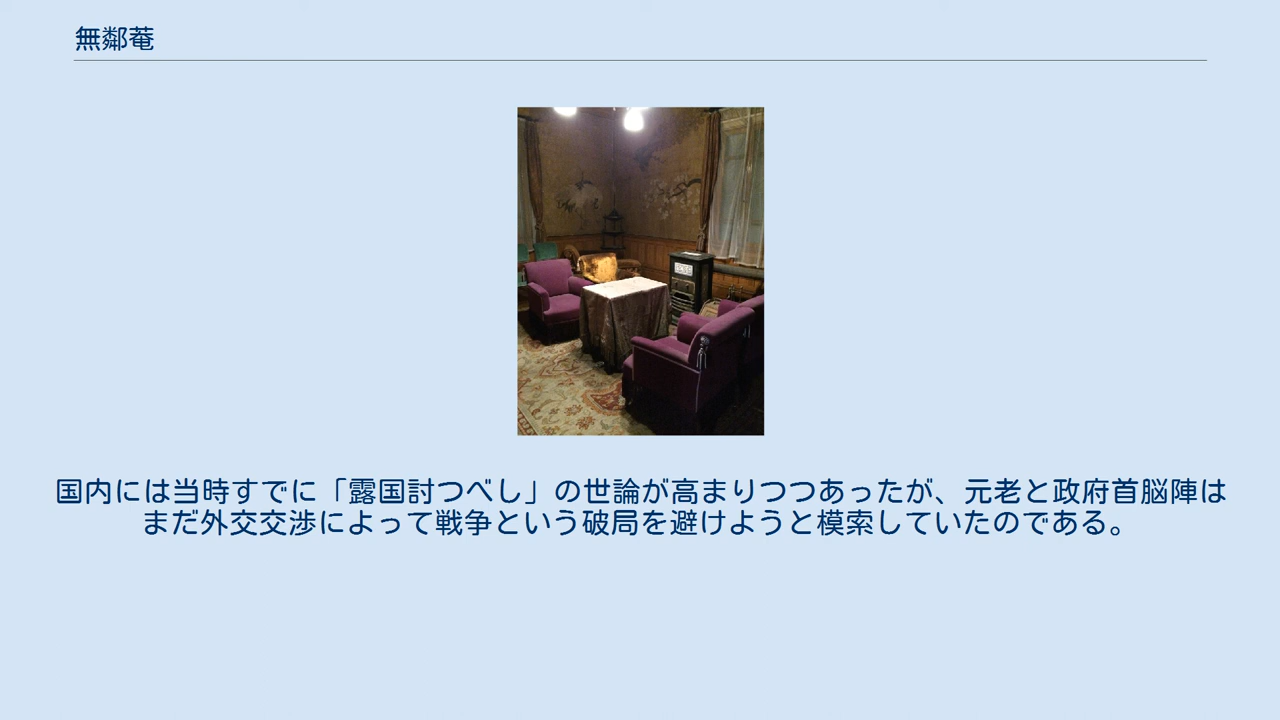 無鄰菴
国内には当時すでに「露国討つべし」の世論が高まりつつあったが、元老と政府首脳陣は
まだ外交交渉によって戦争という破局を避けようと模索していたのである。